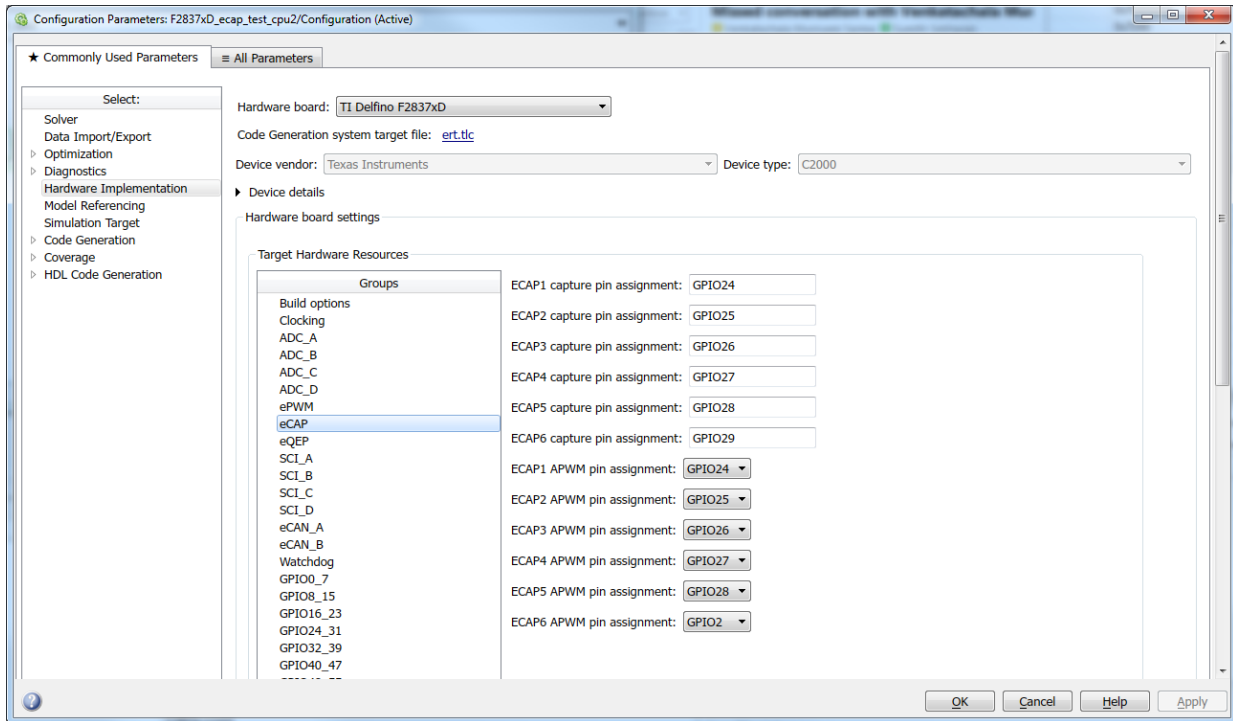 Configuration Parameters: F2837xD_ecap_test_cpu2/Configuration (Active)
★ Commonly Used Parameters
≡ All Parameters
Select:
Solver
Data Import/Export
Optimization
Diagnostics
Hardware Implementation
Model Referencing
Simulation Target
Code Generation
Coverage
HDL Code Generation
Hardware board: TI Delfino F2837xD
Code Generation system target file: ert.tlc
Device vendor: Texas Instruments Device type: C2000
Device details
Hardware board settings
Target Hardware Resources
Groups
Build options
Clocking
ADC_A
ADC_B
ADC_C
ADC_D
ePWM
eCAP
eQEP
SCI_A
SCI_B
SCI_C
SCI_D
eCAN_A
eCAN_B
Watchdog
GPIO0_7
GPIO8_15
GPIO16_23
GPIO24_31
GPIO32_39
GPIO40_47
ECAP1 capture pin assignment: GPIO24
ECAP2 capture pin assignment: GPIO25
ECAP3 capture pin assignment: GPIO26
ECAP4 capture pin assignment: GPIO27
ECAP5 capture pin assignment: GPIO28
ECAP6 capture pin assignment: GPIO29
ECAP1 APWM pin assignment: GPIO24
ECAP2 APWM pin assignment: GPIO25
ECAP3 APWM pin assignment: GPIO26
ECAP4 APWM pin assignment: GPIO27
ECAP5 APWM pin assignment: GPIO28
ECAP6 APWM pin assignment: GPIO2
OK Cancel Help Apply